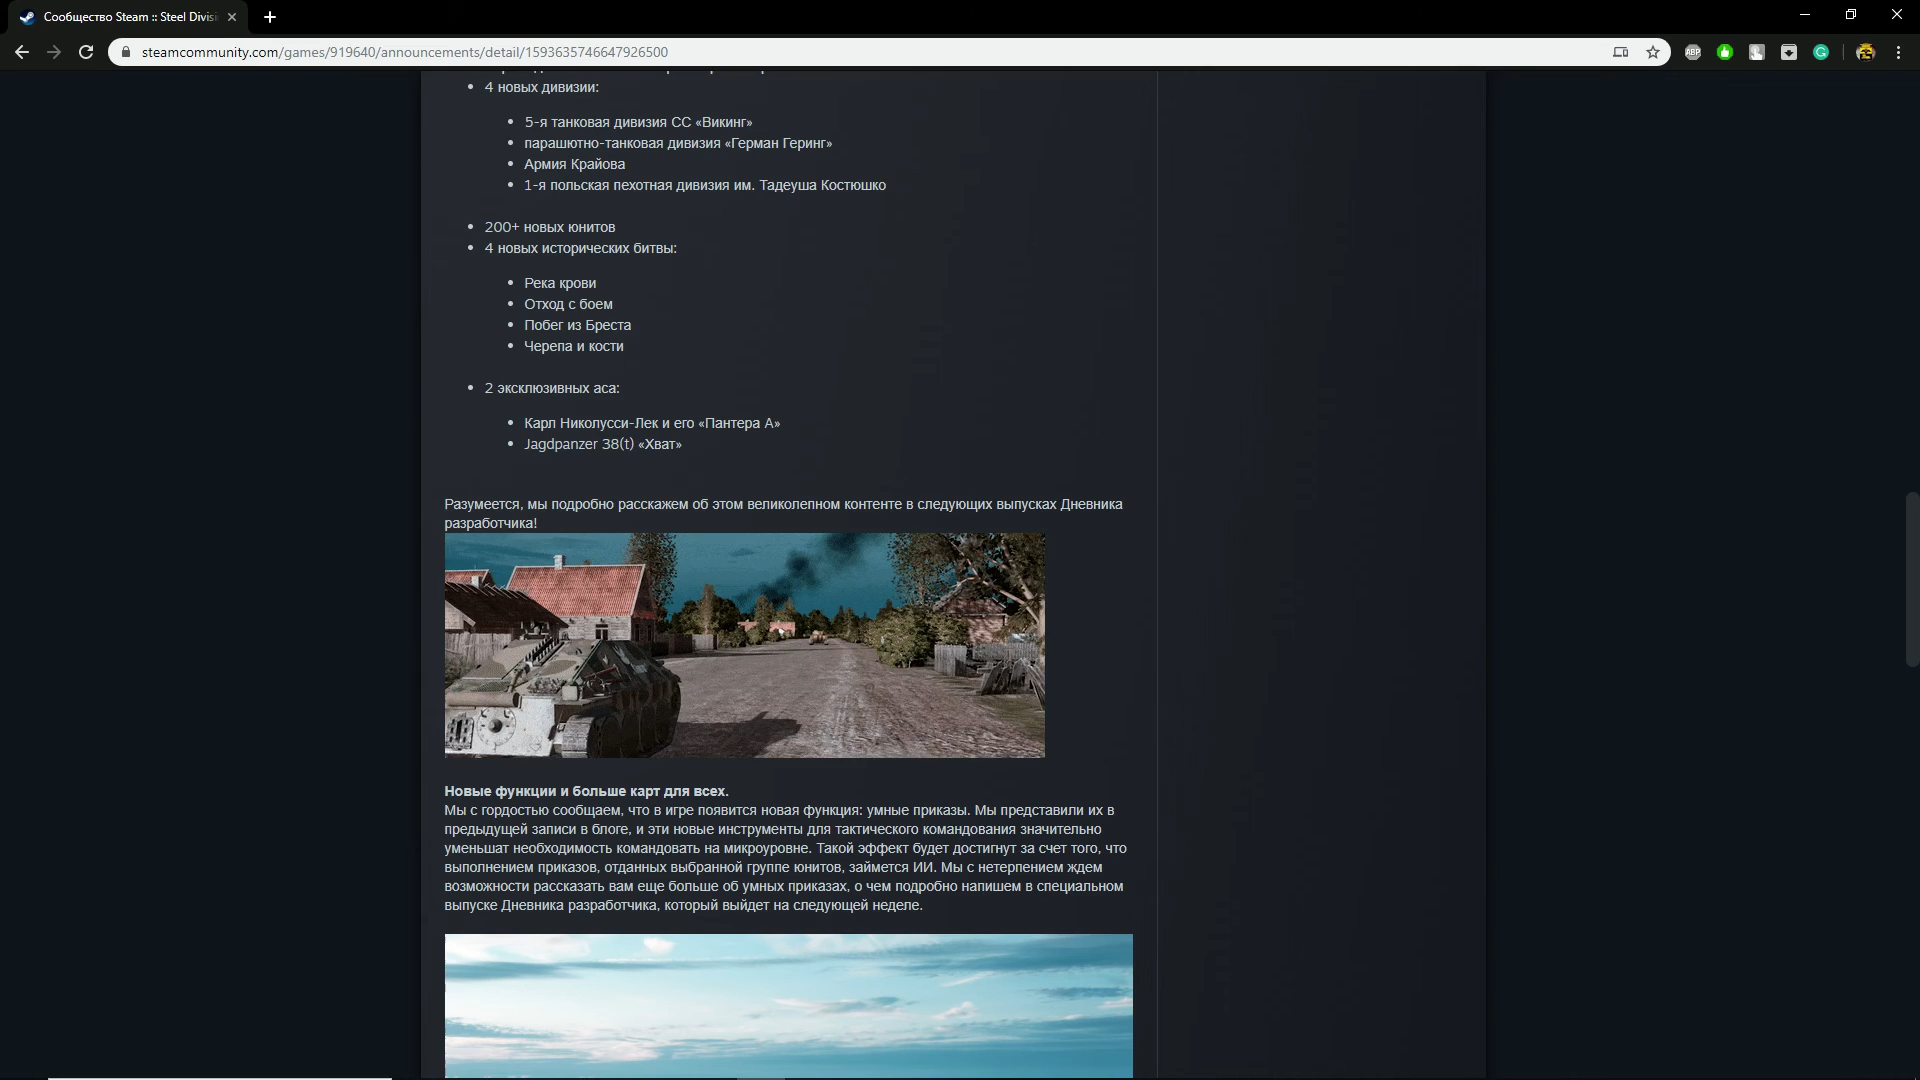 Сообщество Steam :: Steel Divisi
steamcommunity.com/games/919640/announcements/detail/1593635746647926500
ABP
4 новых дивизии:
5-я танковая дивизия СС «Викинг»
парашютно-танковая дивизия «Герман Геринг»
Армия Крайова
1-я польская пехотная дивизия им. Тадеуша Костюшко
200+ новых юнитов
4 новых исторических битвы:
Река крови
Отход с боем
Побег из Бреста
Черепа и кости
2 эксклюзивных аса:
Карл Николусси-Лек и его «Пантера А»
Jagdpanzer 38(t) «Хват»
Разумеется, мы подробно расскажем об этом великолепном контенте в следующих выпусках Дневника
разработчика!
Новые функции и больше карт для всех.
Мы с гордостью сообщаем, что в игре появится новая функция: умные приказы. Мы представили их в
предыдущей записи в блоге, и эти новые инструменты для тактического командования значительно
уменьшат необходимость командовать на микроуровне. Такой эффект будет достигнут за счет того, что
выполнением приказов, отданных выбранной группе юнитов, займется ИИ. Мы с нетерпением ждем
возможности рассказать вам еще больше об умных приказах, о чем подробно напишем в специальном
выпуске Дневника разработчика, который выйдет на следующей неделе.